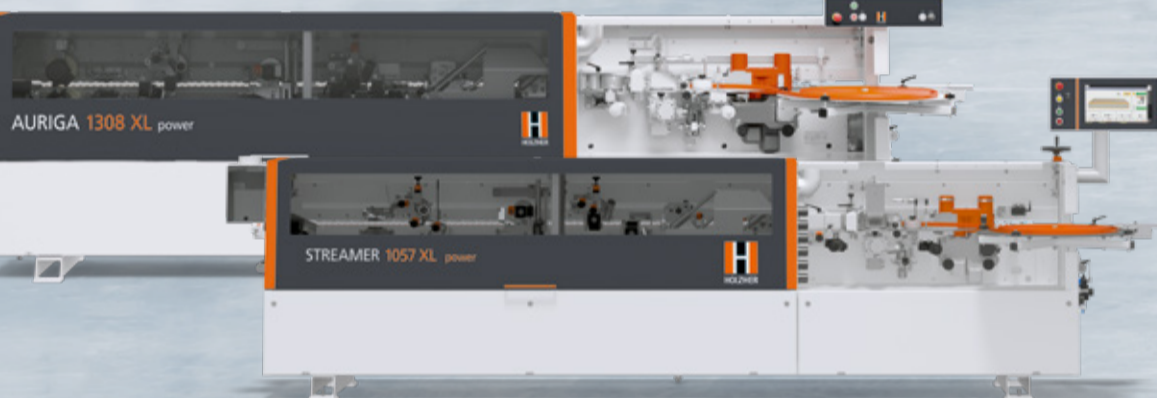 AURIGA 1308 XL power
H
HOLZHER
STREAMER 1057 XL power
H
HOLZHER